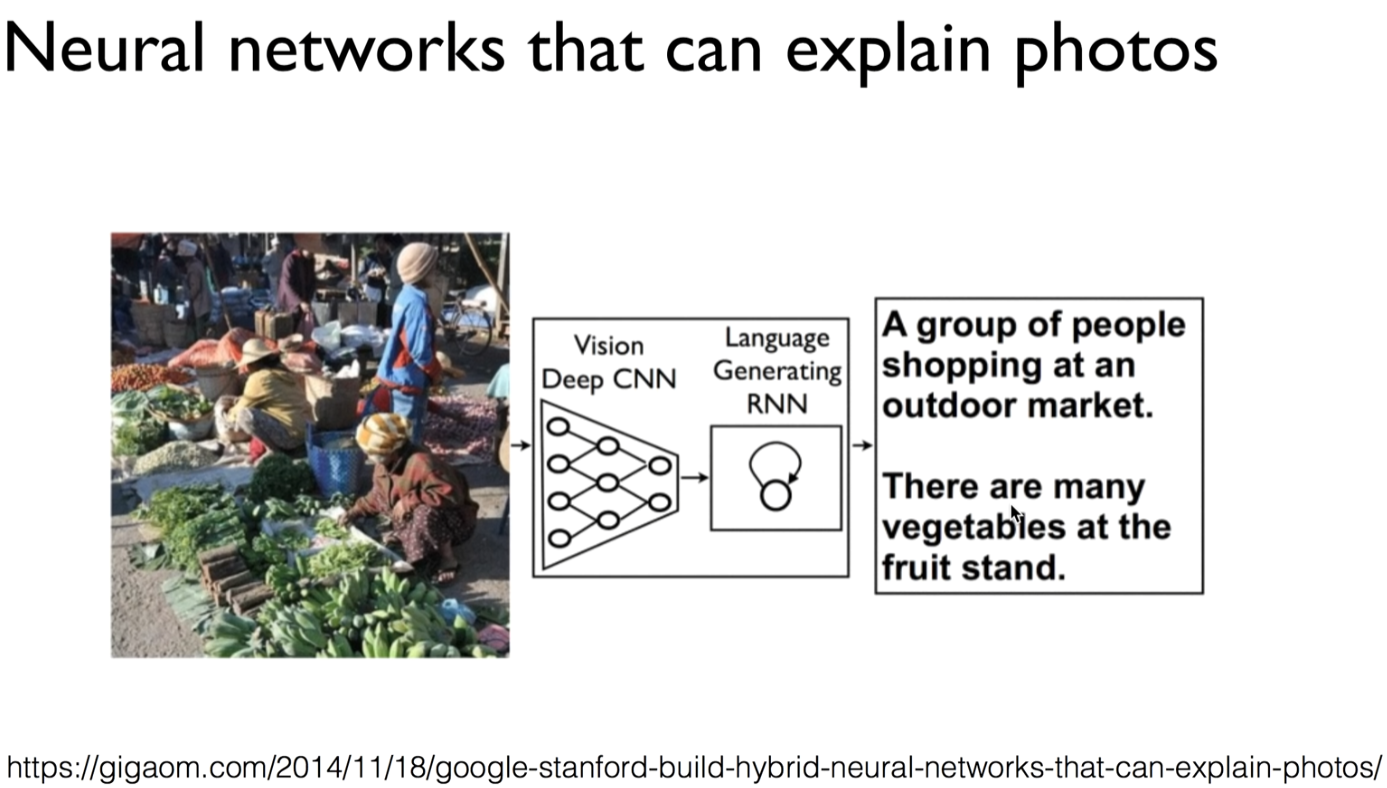 Neural networks that can explain photos
Vision
Deep CNN
Language
Generating
RNN
A group of people
shopping at an
outdoor market.
There are many
vegetables at the
fruit stand.
https://gigaom.com/2014/11/18/google-stanford-build-hybrid-neural-networks-that-can-explain-photos/